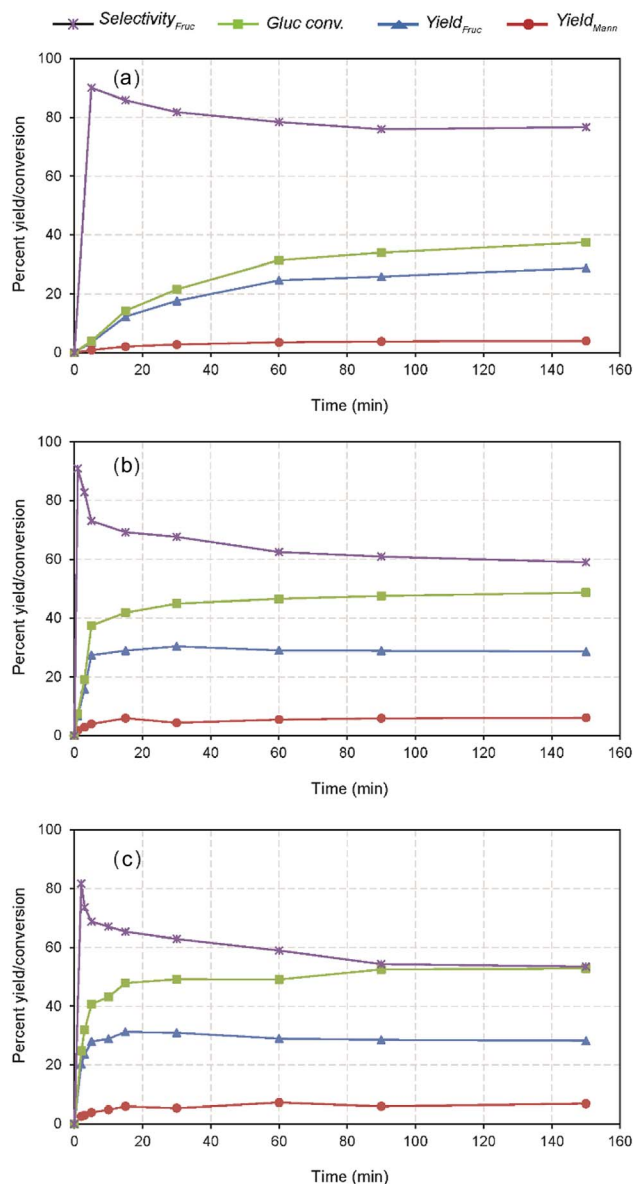 Selectivity_Fruc Gluc conv. Yield_Fruc Yield_Mann
(a)
100
80
60
40
20
0
Percent yield/conversion
0 20 40 60 80 100 120 140 160
Time (min)
(b)
100
80
60
40
20
0
Percent yield/conversion
0 20 40 60 80 100 120 140 160
Time (min)
(c)
100
80
60
40
20
0
Percent yield/conversion
0 20 40 60 80 100 120 140 160
Time (min)